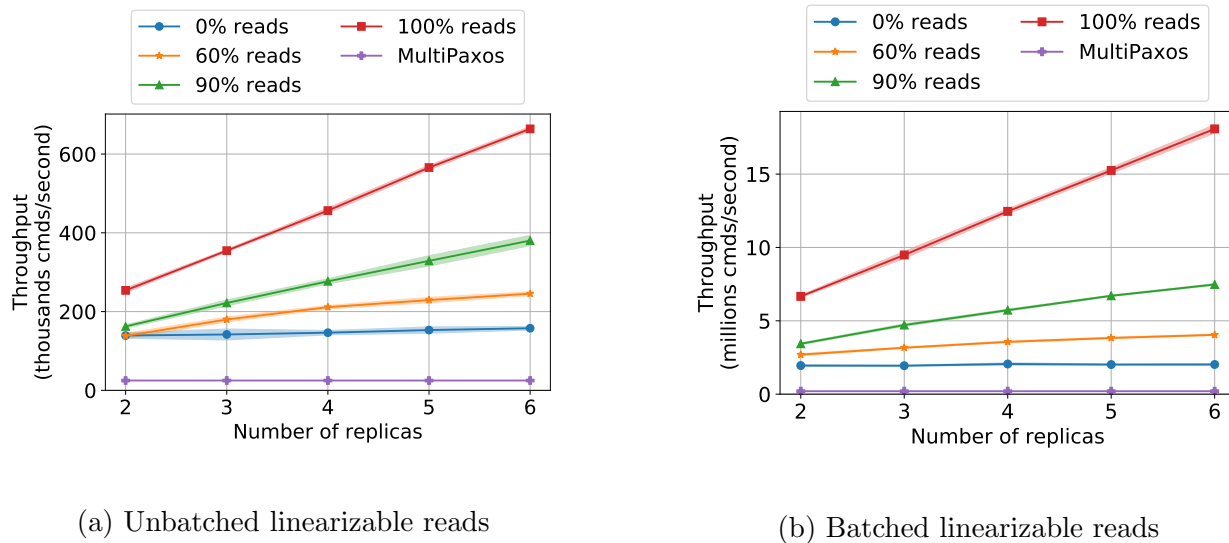 0% reads
60% reads
90% reads
100% reads
MultiPaxos
Throughput
(thousands cmds/second)
600
400
200
0
2 3 4 5 6
Number of replicas
(a) Unbatched linearizable reads
0% reads
60% reads
90% reads
100% reads
MultiPaxos
Throughput
(millions cmds/second)
15
10
5
0
2 3 4 5 6
Number of replicas
(b) Batched linearizable reads